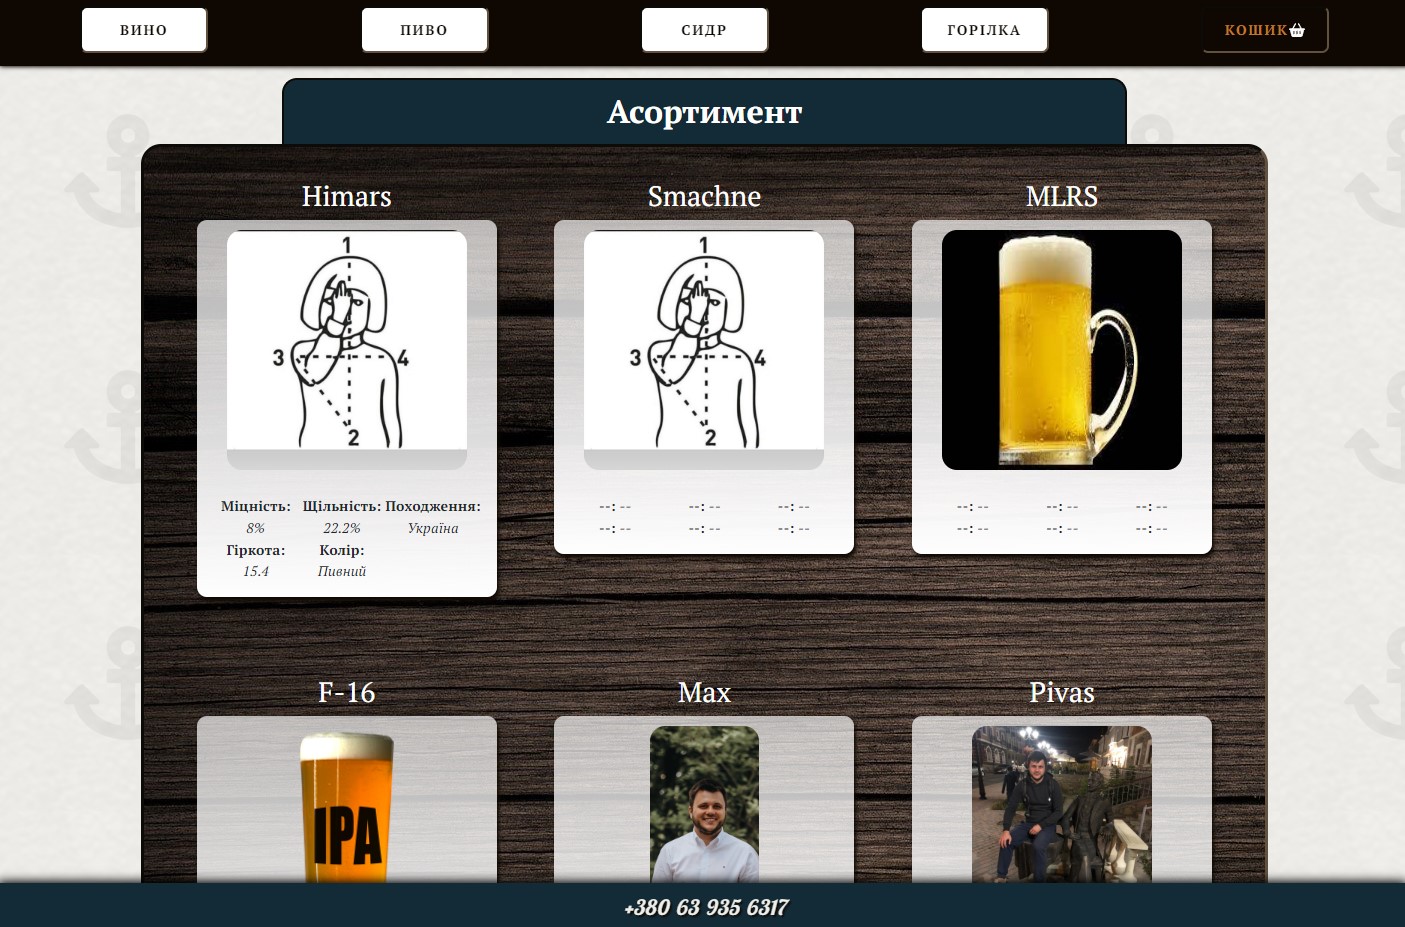 ВИНО
ПИВО
СИДР
ГОРІЛКА
КОШИК
Асортимент
Himars
Smachne
MLRS
1
3 4
2
1
3 4
2
Міцність: Щільність: Походження:
8% 22.2% Україна
Гіркота: Колір:
15.4 Пивний
--: -- --: -- --: --
--: -- --: -- --: --
--: -- --: -- --: --
--: -- --: -- --: --
F-16
Max
Pivas
IPA
+380 63 935 6317